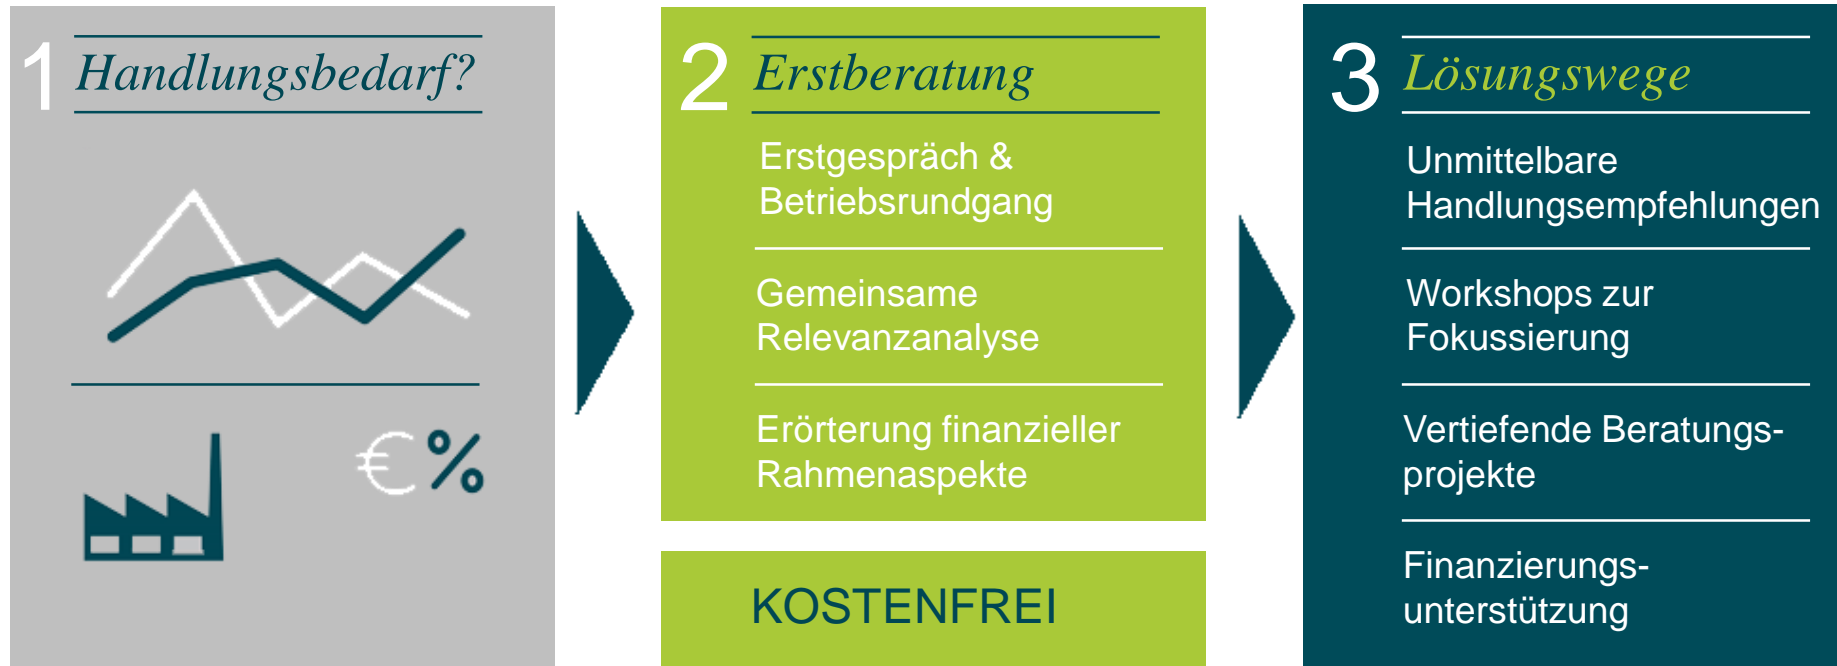 1 Handlungsbedarf?
€%
2 Erstberatung
Erstgespräch &
Betriebsrundgang
Gemeinsame
Relevanzanalyse
Erörterung finanzieller
Rahmenaspekte
KOSTENFREI
3 Lösungswege
Unmittelbare
Handlungsempfehlungen
Workshops zur
Fokussierung
Vertiefende Beratungs-
projekte
Finanzierungs-
unterstützung